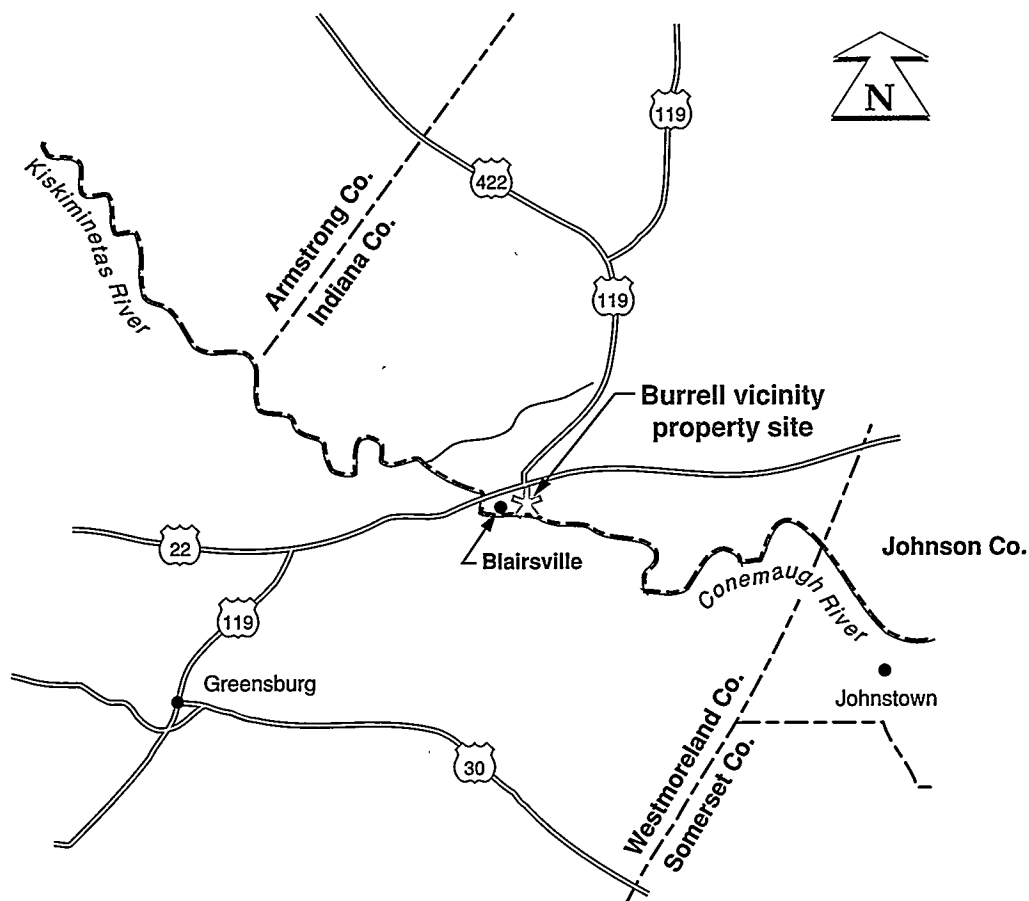 119
N
422
Kiskiminetas River
Armstrong Co.
Indiana Co.
119
Burrell vicinity
property site
22
Blairsville
Johnson Co.
Conemaugh River
119
Greensburg
Johnstown
30
Westmoreland Co.
Somerset Co.